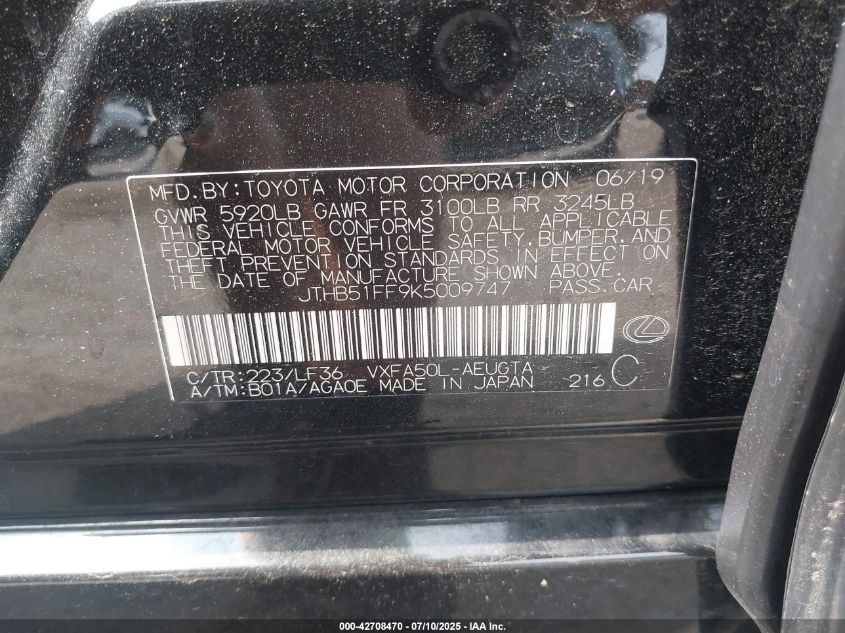 MFD.BY:TOYOTA MOTOR CORPORATION 06/19
GVWR 5920LB GAWR FR 3100LB RR 3245LB
THIS VEHICLE CONFORMS TO ALL APPLICABLE
FEDERAL MOTOR VEHICLE SAFETY,BUMPER,AND
THEFT PREVENTION STANDARDS IN EFFECT ON
THE DATE OF MANUFACTURE SHOWN ABOVE.
JTHB51FF9K5009747 PASS.CAR
C/TR:223/LF36 VXFA50L-AEUGTA
A/TM:B01A/AGA0E MADE IN JAPAN 216 C
000-42708470 - 07/10/2025 - IAA Inc.